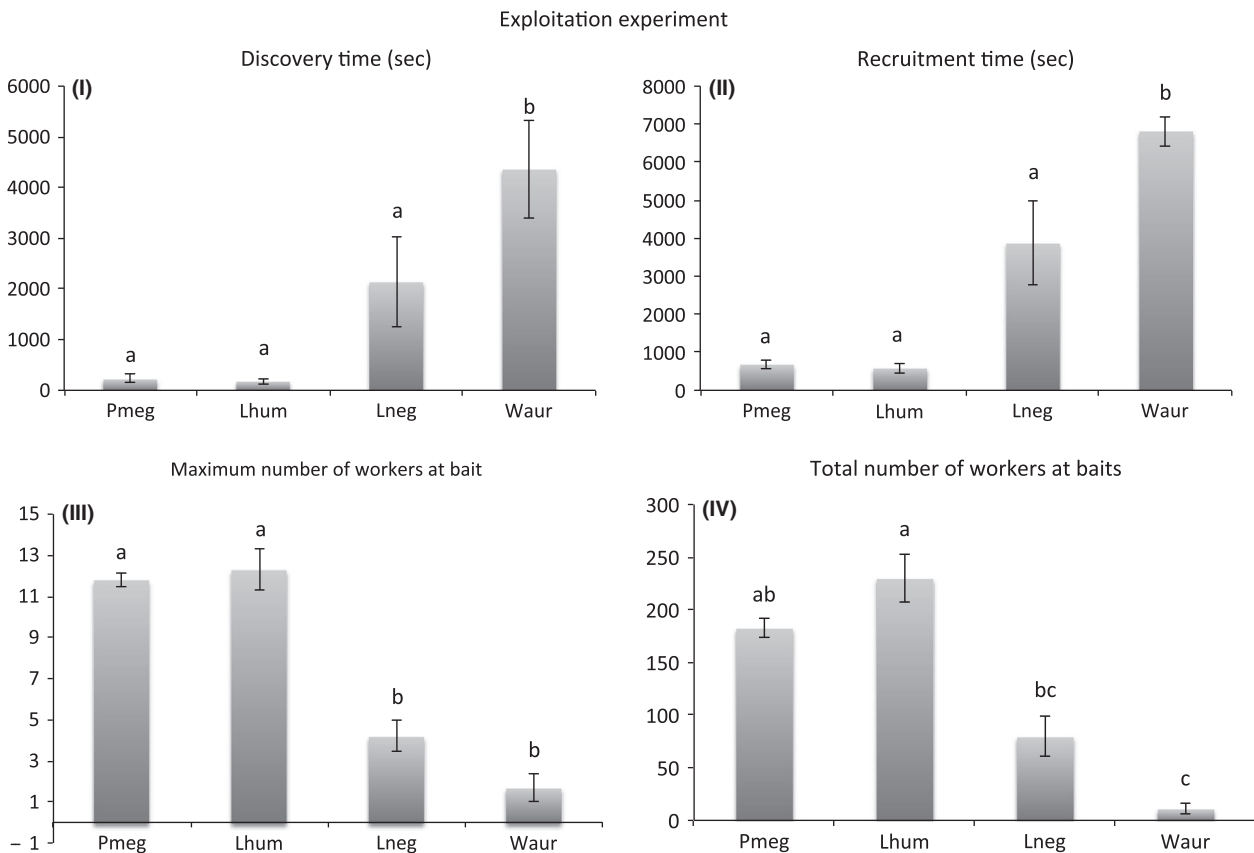 Exploitation experiment
Discovery time (sec)
(I)
6000
5000
4000
3000
2000
1000
0
a
a
a
b
Pmeg Lhum Lneg Waur
Recruitment time (sec)
(II)
8000
7000
6000
5000
4000
3000
2000
1000
0
a
a
a
b
Pmeg Lhum Lneg Waur
Maximum number of workers at bait
(III)
15
13
11
9
7
5
3
1
– 1
a
a
b
b
Pmeg Lhum Lneg Waur
Total number of workers at baits
(IV)
300
250
200
150
100
50
0
ab
a
bc
c
Pmeg Lhum Lneg Waur